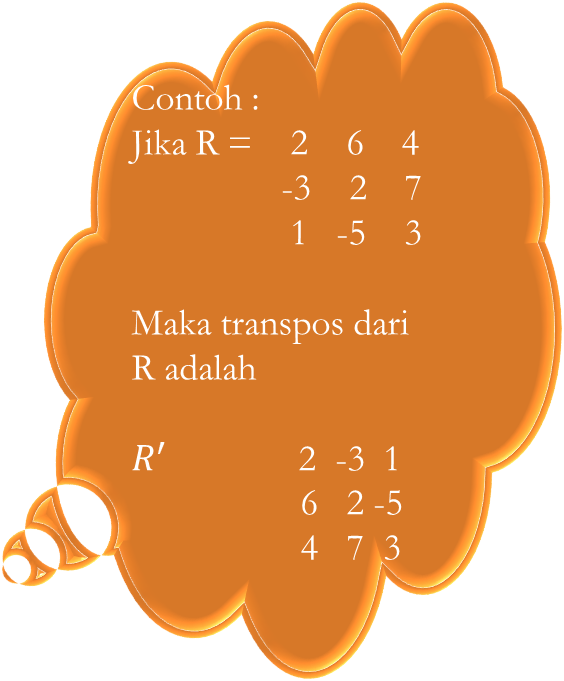 Contoh :
Jika R = 2 6 4
-3 2 7
1 -5 3
Maka transpos dari
R adalah
R' 2 -3 1
6 2 -5
4 7 3